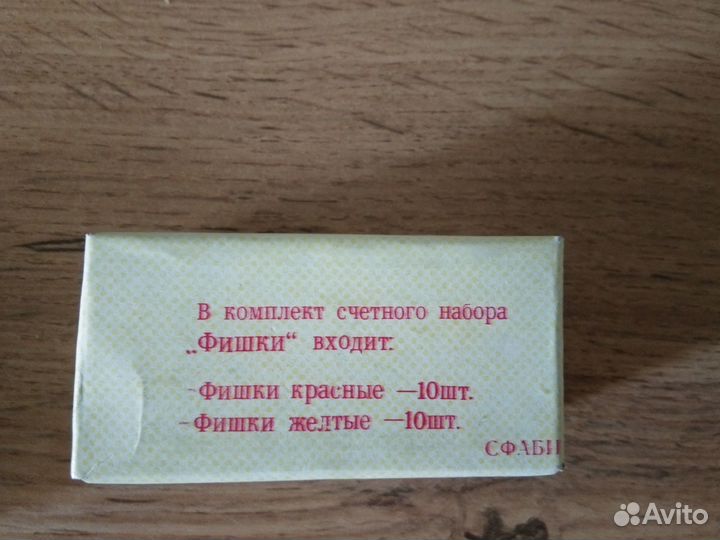 В комплект счетного набора
„Фишки“ входит:
-Фишки красные —10шт.
-Фишки желтые —10шт.
СФАБИ
Avito